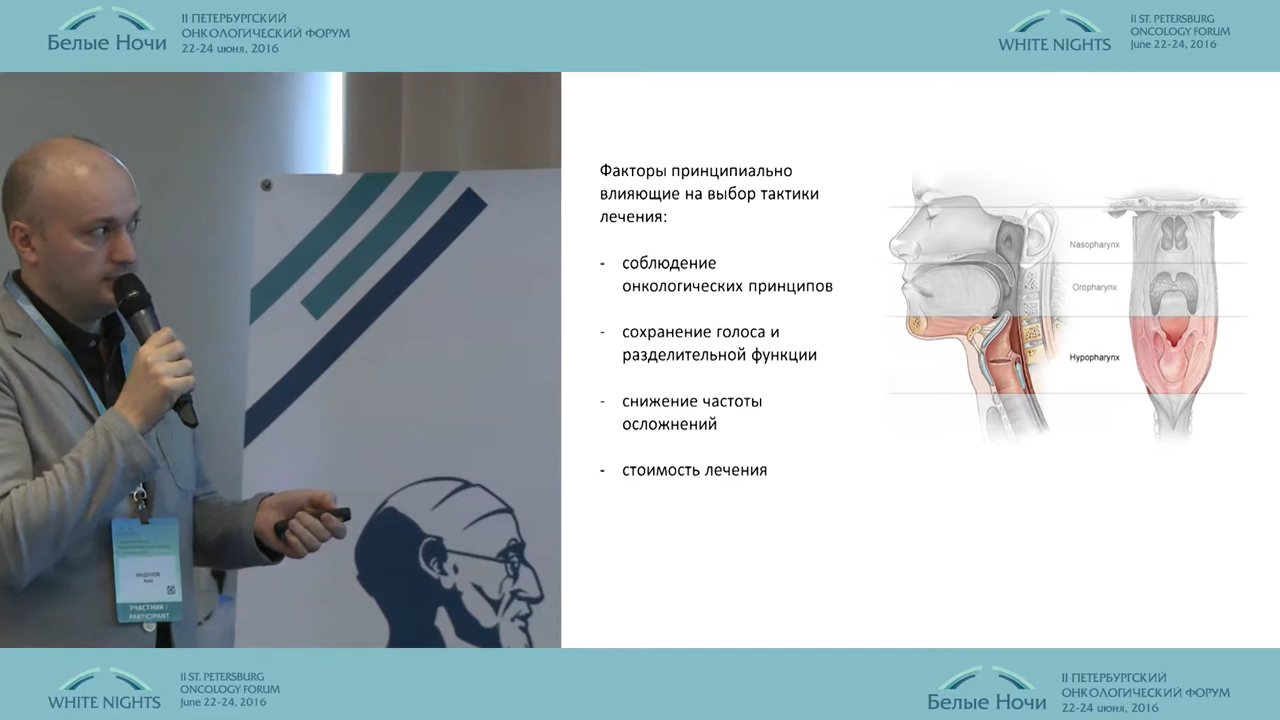 II ПЕТЕРБУРГСКИЙ
ОНКОЛОГИЧЕСКИЙ ФОРУМ
22-24 июня, 2016
Белые Ночи
II ST. PETERSBURG
ONCOLOGY FORUM
June 22-24, 2016
WHITE NIGHTS
Факторы принципиально
влияющие на выбор тактики
лечения:
- соблюдение
онкологических принципов
- сохранение голоса и
разделительной функции
- снижение частоты
осложнений
- стоимость лечения
Nasopharynx
Oropharynx
Hypopharynx
УЧАСТНИК /
PARTICIPANT
II ST. PETERSBURG
ONCOLOGY FORUM
June 22-24, 2016
WHITE NIGHTS
II ПЕТЕРБУРГСКИЙ
ОНКОЛОГИЧЕСКИЙ ФОРУМ
22-24 июня, 2016
Белые Ночи